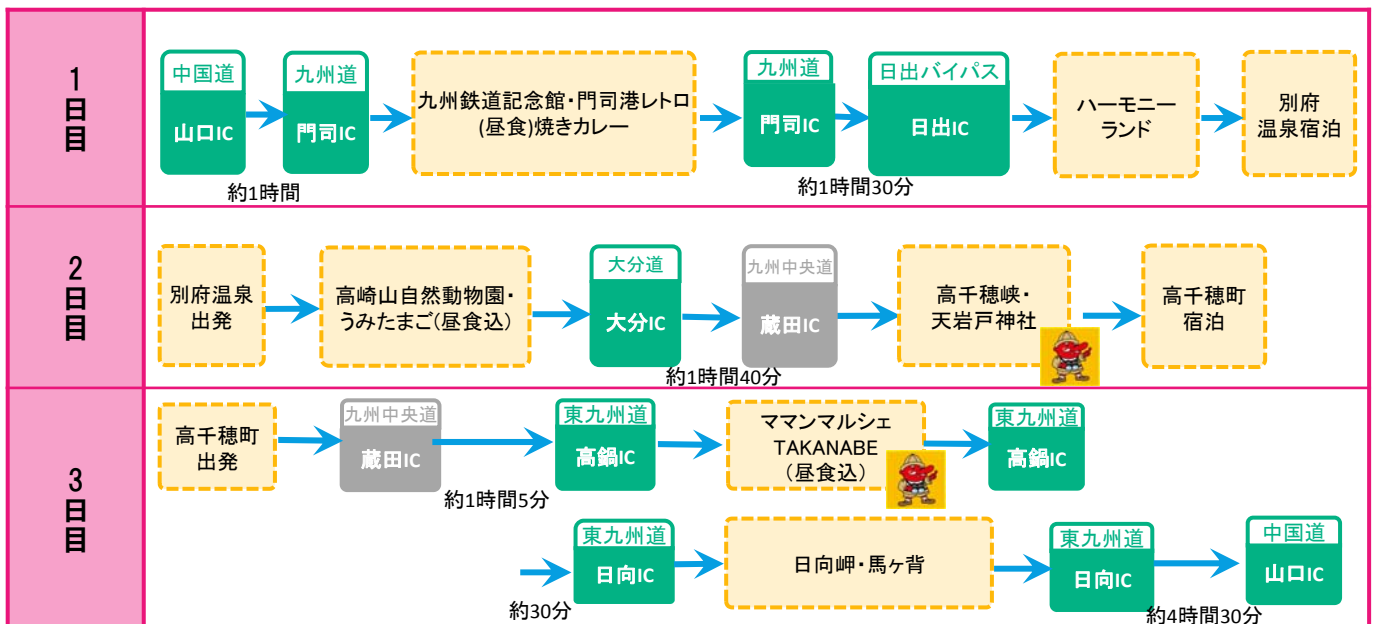 1
日
目
中国道
山口IC
九州道
門司IC
九州鉄道記念館・門司港レトロ
(昼食)焼きカレー
九州道
門司IC
日出バイパス
日出IC
ハーモニー
ランド
別府
温泉宿泊
約1時間
約1時間30分
2
日
目
別府温泉
出発
高崎山自然動物園・
うみたまご(昼食込)
大分道
大分IC
九州中央道
蔵田IC
高千穂峡・
天岩戸神社
高千穂町
宿泊
約1時間40分
3
日
目
高千穂町
出発
九州中央道
蔵田IC
東九州道
高鍋IC
ママンマルシェ
TAKANABE
(昼食込)
東九州道
高鍋IC
約1時間5分
約30分
東九州道
日向IC
日向岬・馬ヶ背
東九州道
日向IC
中国道
山口IC
約4時間30分